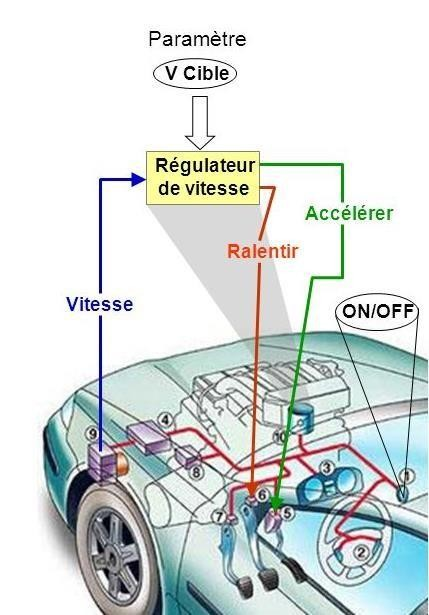 Paramètre
V Cible
Régulateur
de vitesse
Accélérer
Ralentir
Vitesse
ON/OFF
9
4
8
10
3
1
6
7
5
2